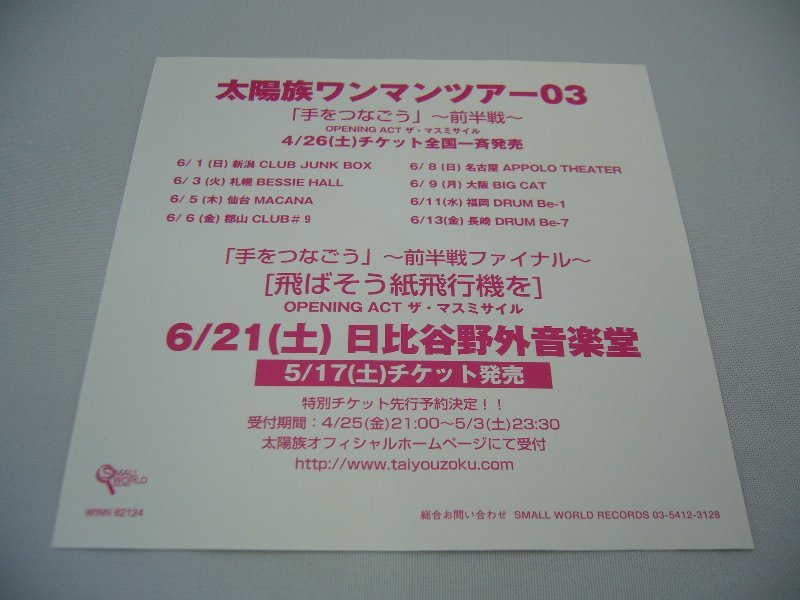 太陽族ワンマンツアー03
「手をつなごう」〜前半戦〜
OPENING ACT ザ・マスミサイル
4/26(土)チケット全国一斉発売
6/ 1 (日) 新潟 CLUB JUNK BOX
6/ 3 (火) 札幌 BESSIE HALL
6/ 5 (木) 仙台 MACANA
6/ 6 (金) 郡山 CLUB#9
6/ 8 (日) 名古屋 APPOLO THEATER
6/ 9 (月) 大阪 BIG CAT
6/11(水) 福岡 DRUM Be-1
6/13(金) 長崎 DRUM Be-7
「手をつなごう」〜前半戦ファイナル〜
[飛ばそう紙飛行機を]
OPENING ACT ザ・マスミサイル
6/21(土) 日比谷野外音楽堂
5/17(土)チケット発売
特別チケット先行予約決定!!
受付期間:4/25(金)21:00〜5/3(土)23:30
太陽族オフィシャルホームページにて受付
http://www.taiyouzoku.com
SMALL
WORLD
WINN 82124
総合お問い合わせ SMALL WORLD RECORDS 03-5412-3128